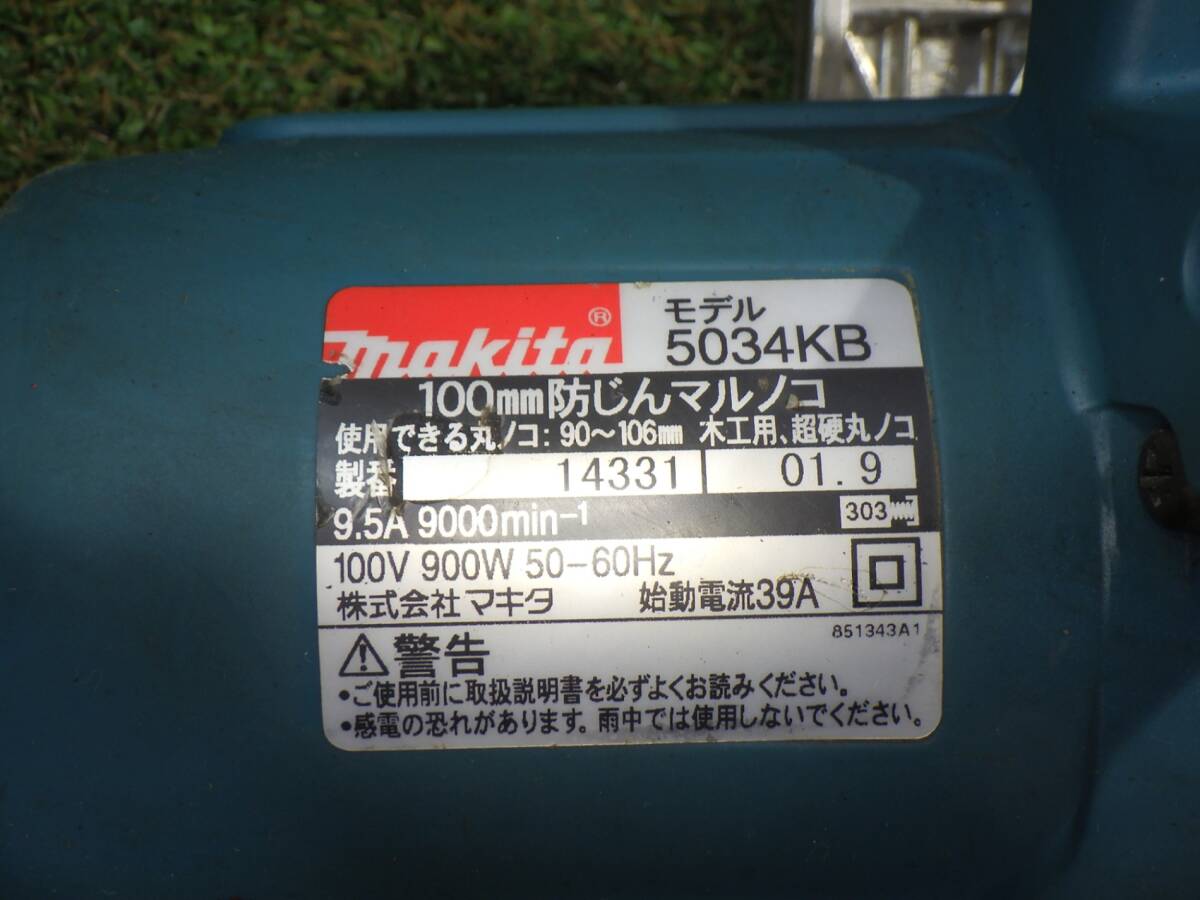 makita®
モデル
5034KB
100mm防じんマルノコ
使用できる丸ノコ: 90〜106mm 木工用、超硬丸ノコ
製番 14331 01.9
9.5A 9000min-1 303
100V 900W 50-60Hz
株式会社マキタ 始動電流39A
851343A1
警告
•ご使用前に取扱説明書を必ずよくお読みください。
•感電の恐れがあります。雨中では使用しないでください。